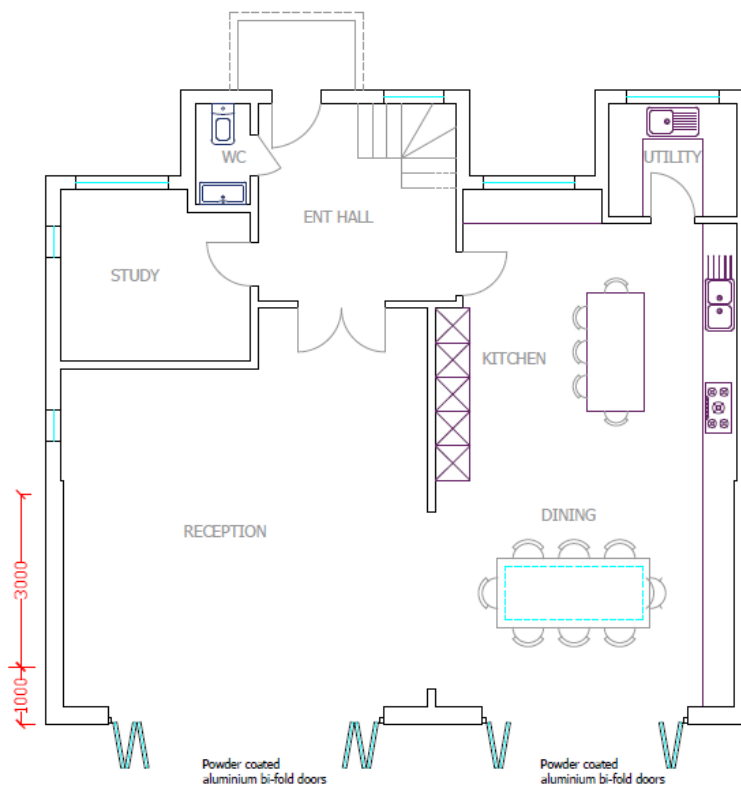 WC
UTILITY
ENT HALL
STUDY
KITCHEN
RECEPTION
DINING
3000
1000
Powder coated
aluminium bi-fold doors
Powder coated
aluminium bi-fold doors